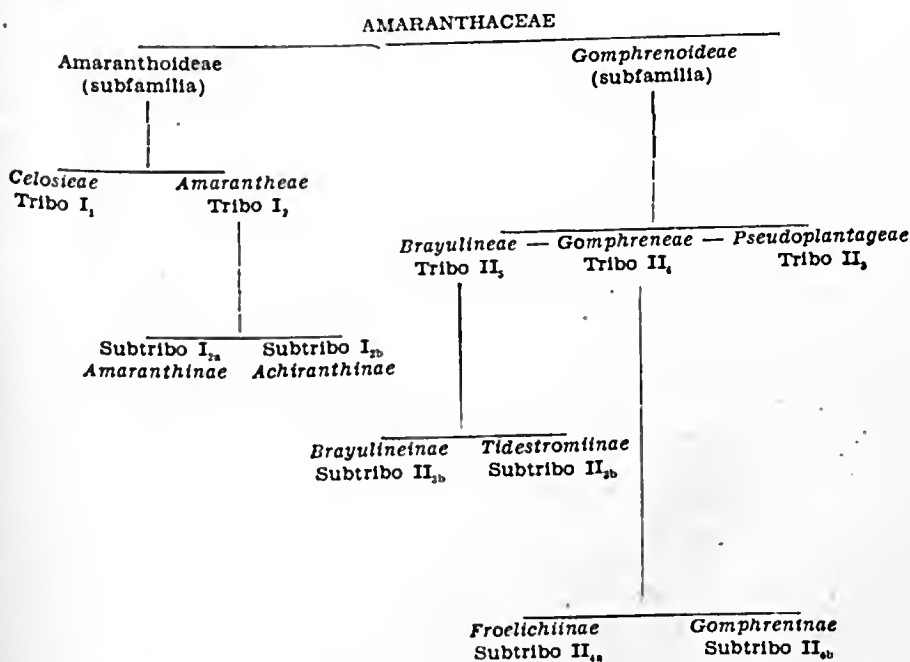 AMARANTHACEAE
Amaranthoideae
(subfamilia)
Gomphrenoideae
(subfamilia)
Celosieae
Tribo I₁
Amarantheae
Tribo I₂
Brayulineae — Gomphreneae — Pseudoplantageae
Tribo II₅ Tribo II₄ Tribo II₃
Subtribo I₂ₐ Subtribo I₂b
Amaranthinae Achiranthinae
Brayulineinae Tidestromiinae
Subtribo II₃b Subtribo II₃b
Froelichiinae Gomphreninae
Subtribo II₄ₐ Subtribo II₄b